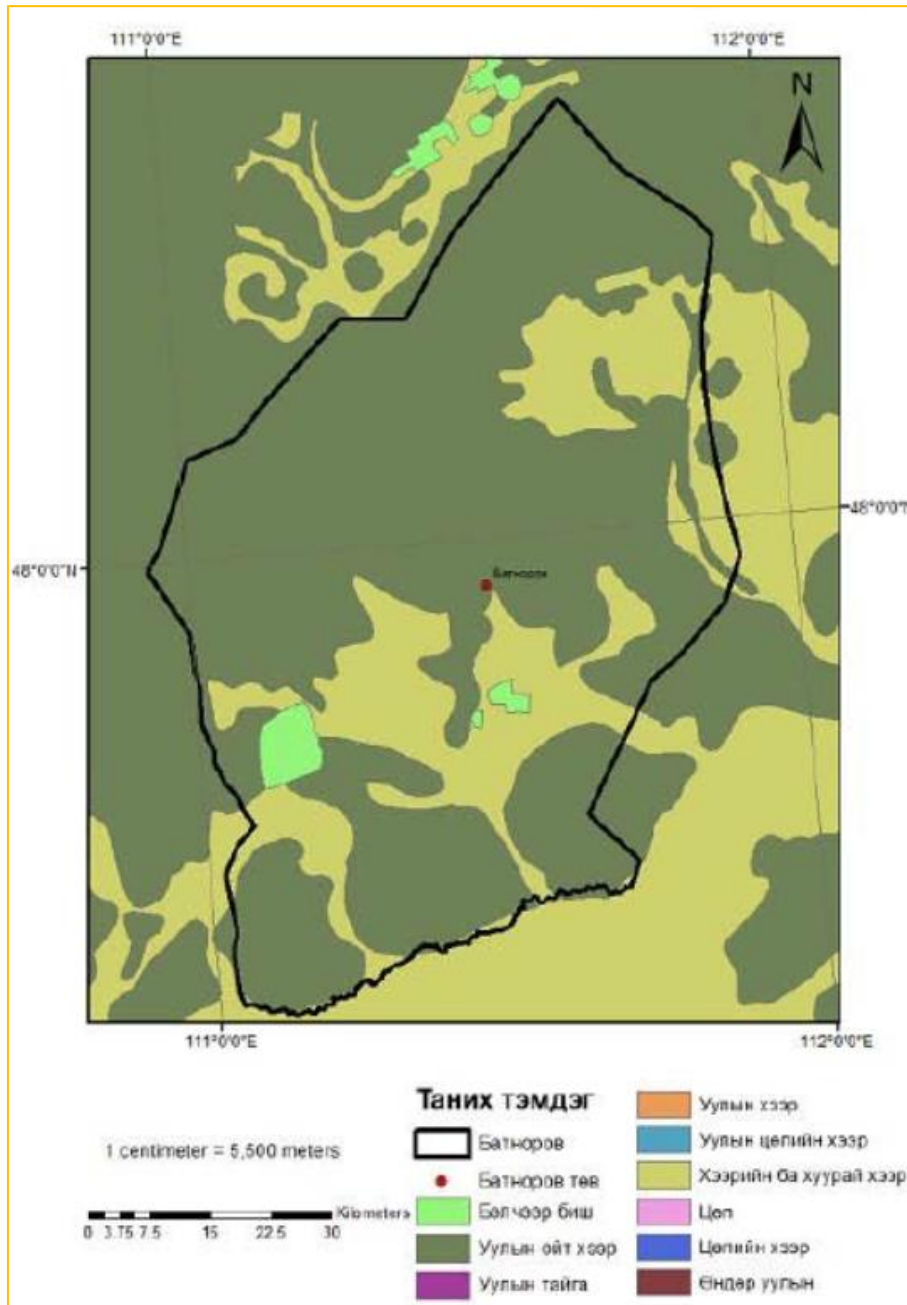 111°0'0"E 112°0'0"E
N
48°0'0"N
Батноров
48°0'0"N
111°0'0"E 112°0'0"E
Таних тэмдэг
Батноров
Батноров төв
Бэлчээр биш
Уулын ойт хээр
Уулын тайга
Уулын хээр
Уулын цөлийн хээр
Хээрийн ба хуурай хээр
Цөл
Цөлийн хээр
Өндөр уулын
1 centimeter = 5,500 meters
Kilometers
0 3.75 7.5 15 22.5 30